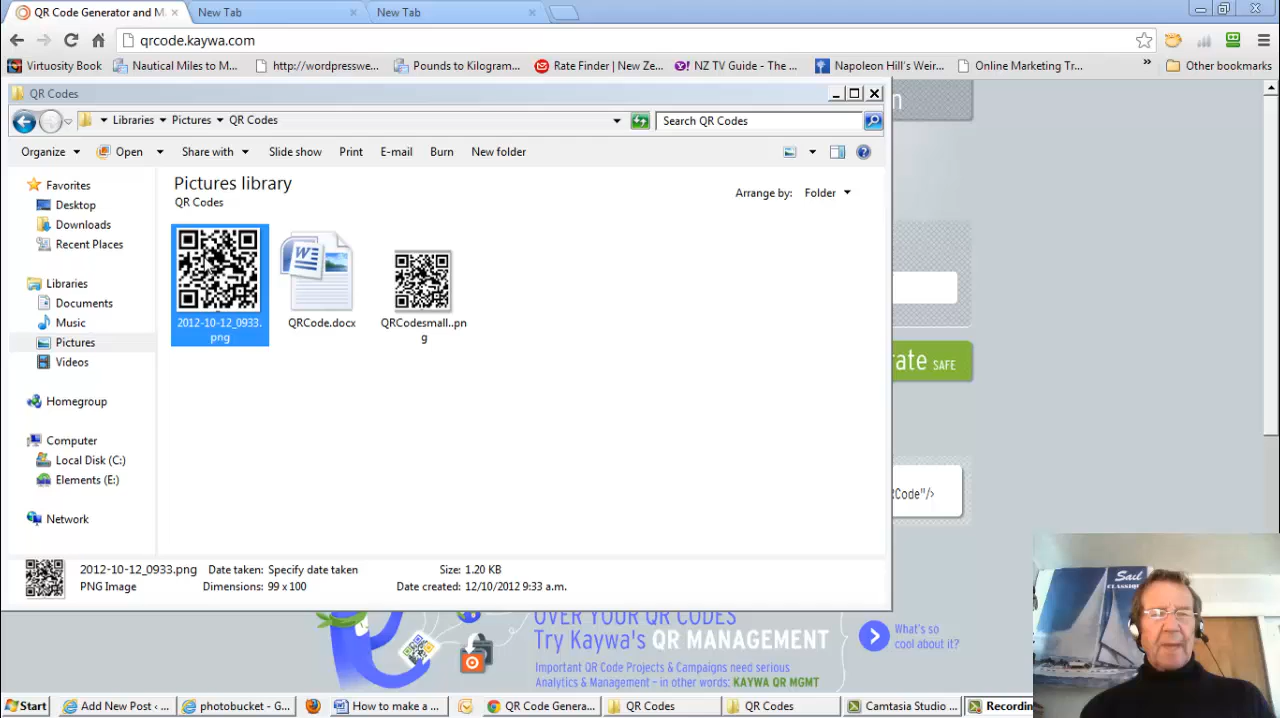 QR Code Generator and M
New Tab
New Tab
qrcode.kaywa.com
Virtuosity Book
Nautical Miles to M...
http://wordpresswe...
Pounds to Kilogram...
Rate Finder | New Ze...
NZ TV Guide - The ...
Napoleon Hill's Weir...
Online Marketing Tr...
»
Other bookmarks
QR Codes
Libraries
Pictures
QR Codes
Search QR Codes
Organize
Open
Share with
Slide show
Print
E-mail
Burn
New folder
Favorites
Desktop
Downloads
Recent Places
Libraries
Documents
Music
Pictures
Videos
Homegroup
Computer
Local Disk (C:)
Elements (E:)
Network
Pictures library
QR Codes
Arrange by: Folder
2012-10-12_0933.
png
QRCode.docx
QRCodesmall..pn
g
n
rate SAFE
RCode"/>
2012-10-12_0933.png
PNG Image
Date taken: Specify date taken
Dimensions: 99 x 100
Size: 1.20 KB
Date created: 12/10/2012 9:33 a.m.
OVER YOUR QR CODES
Try Kaywa's QR MANAGEMENT
Important QR Code Projects & Campaigns need serious
Analytics & Management – in other words: KAYWA QR MGMT
What's so
cool about it?
Sail
CLASSIC
Start
Add New Post ‹ ...
photobucket - G...
How to make a ...
QR Code Genera...
QR Codes
QR Codes
Camtasia Studio ...
Recording